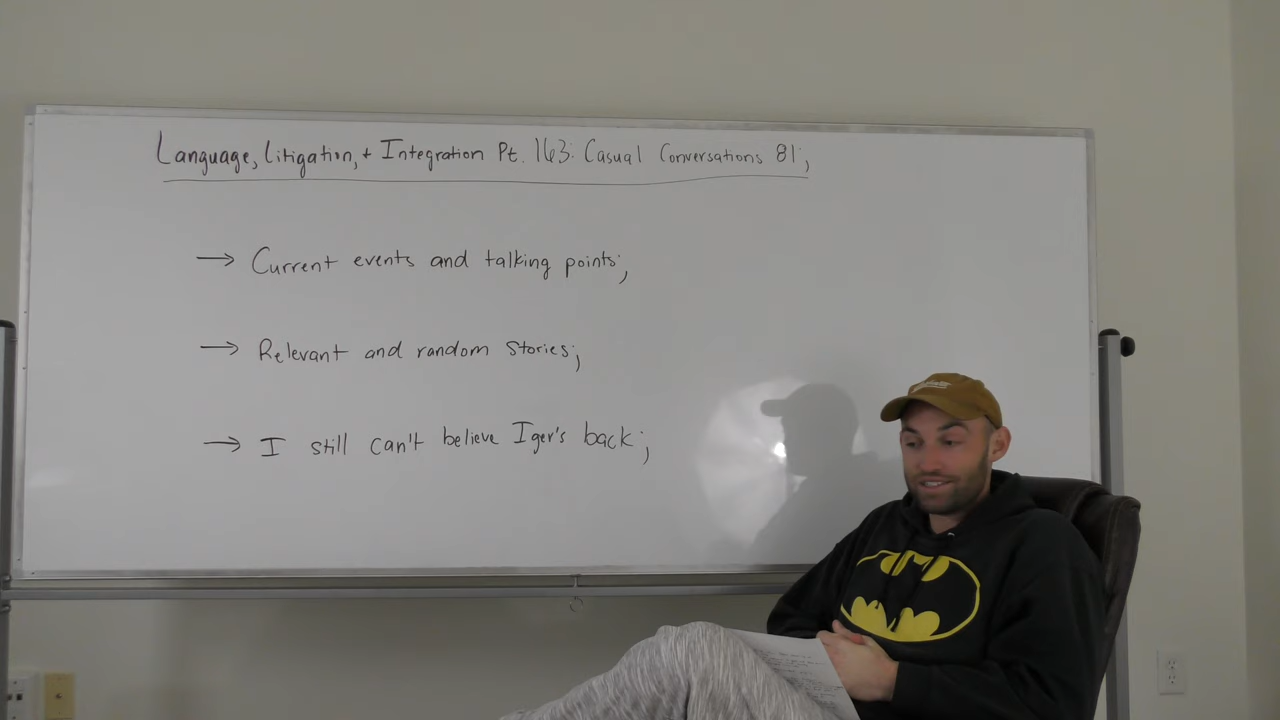 Language, Litigation, + Integration Pt. 163: Casual Conversations 81;
→ Current events and talking points;
→ Relevant and random stories;
→ I still can't believe Iger's back;